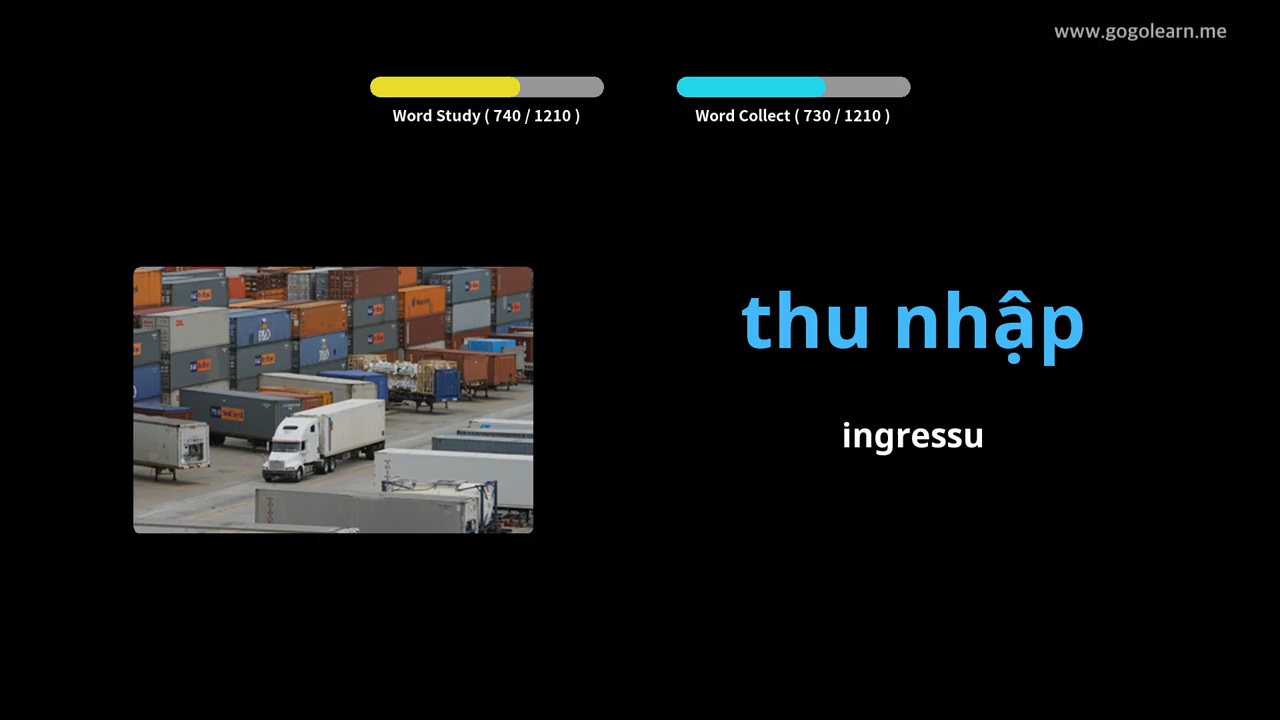 www.gogolearn.me
Word Study ( 740 / 1210 )
Word Collect ( 730 / 1210 )
thu nhập
ingressu
P&O